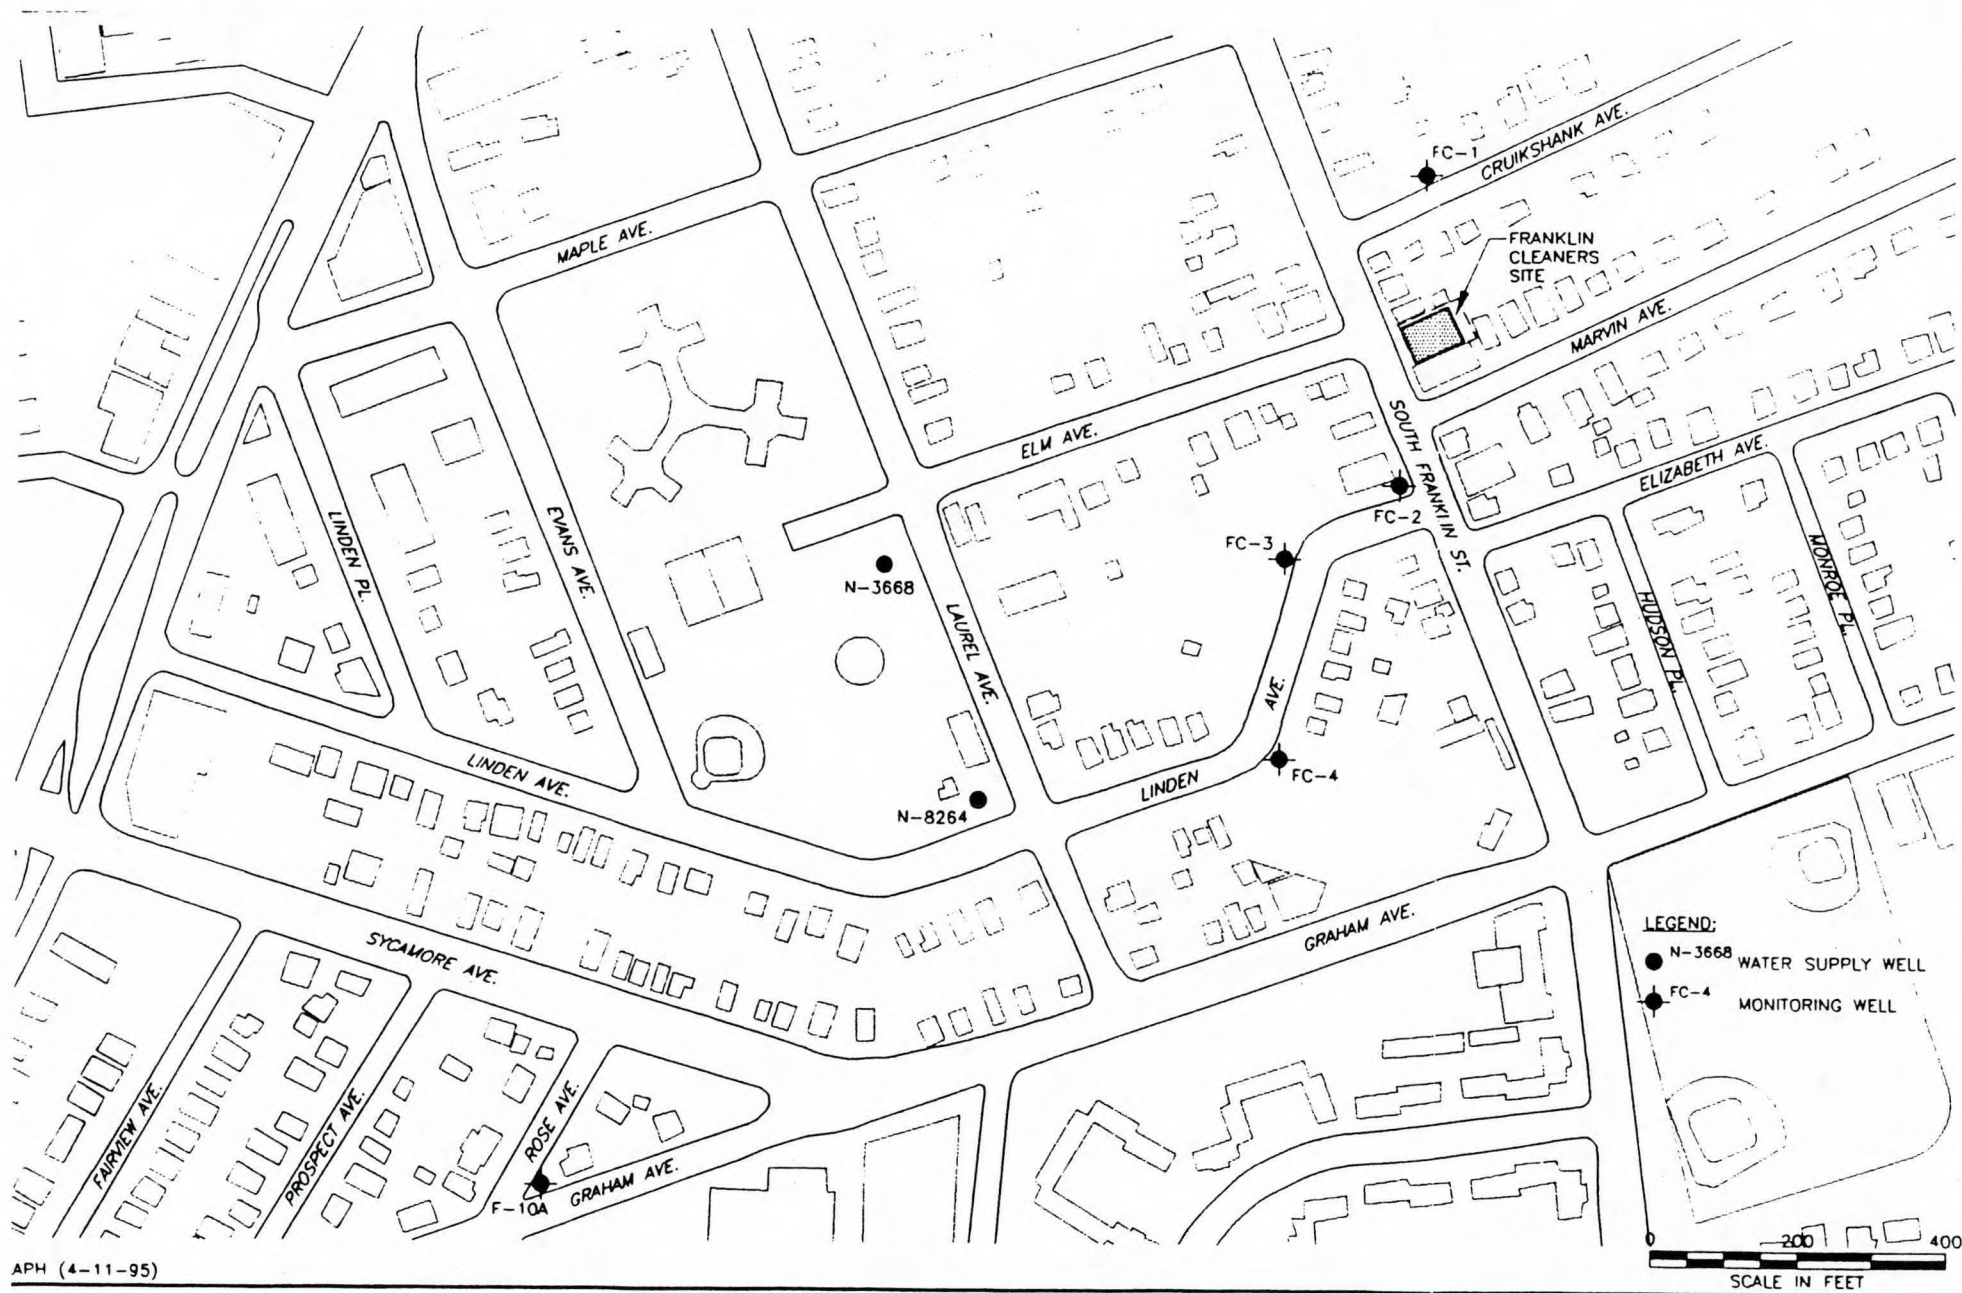 FC-1
CRUIKSHANK AVE.
FRANKLIN
CLEANERS
SITE
MAPLE AVE.
MARVIN AVE.
ELM AVE.
SOUTH FRANKLIN ST.
ELIZABETH AVE.
FC-2
FC-3
LINDEN PL.
EVANS AVE.
N-3668
LAUREL AVE.
HUDSON PL.
MONROE PL.
AVE.
LINDEN
FC-4
LINDEN AVE.
N-8264
SYCAMORE AVE.
GRAHAM AVE.
LEGEND:
N-3668 WATER SUPPLY WELL
FC-4 MONITORING WELL
FAIRVIEW AVE.
PROSPECT AVE.
ROSE AVE.
GRAHAM AVE.
F-10A
0 200 400
SCALE IN FEET
APH (4-11-95)